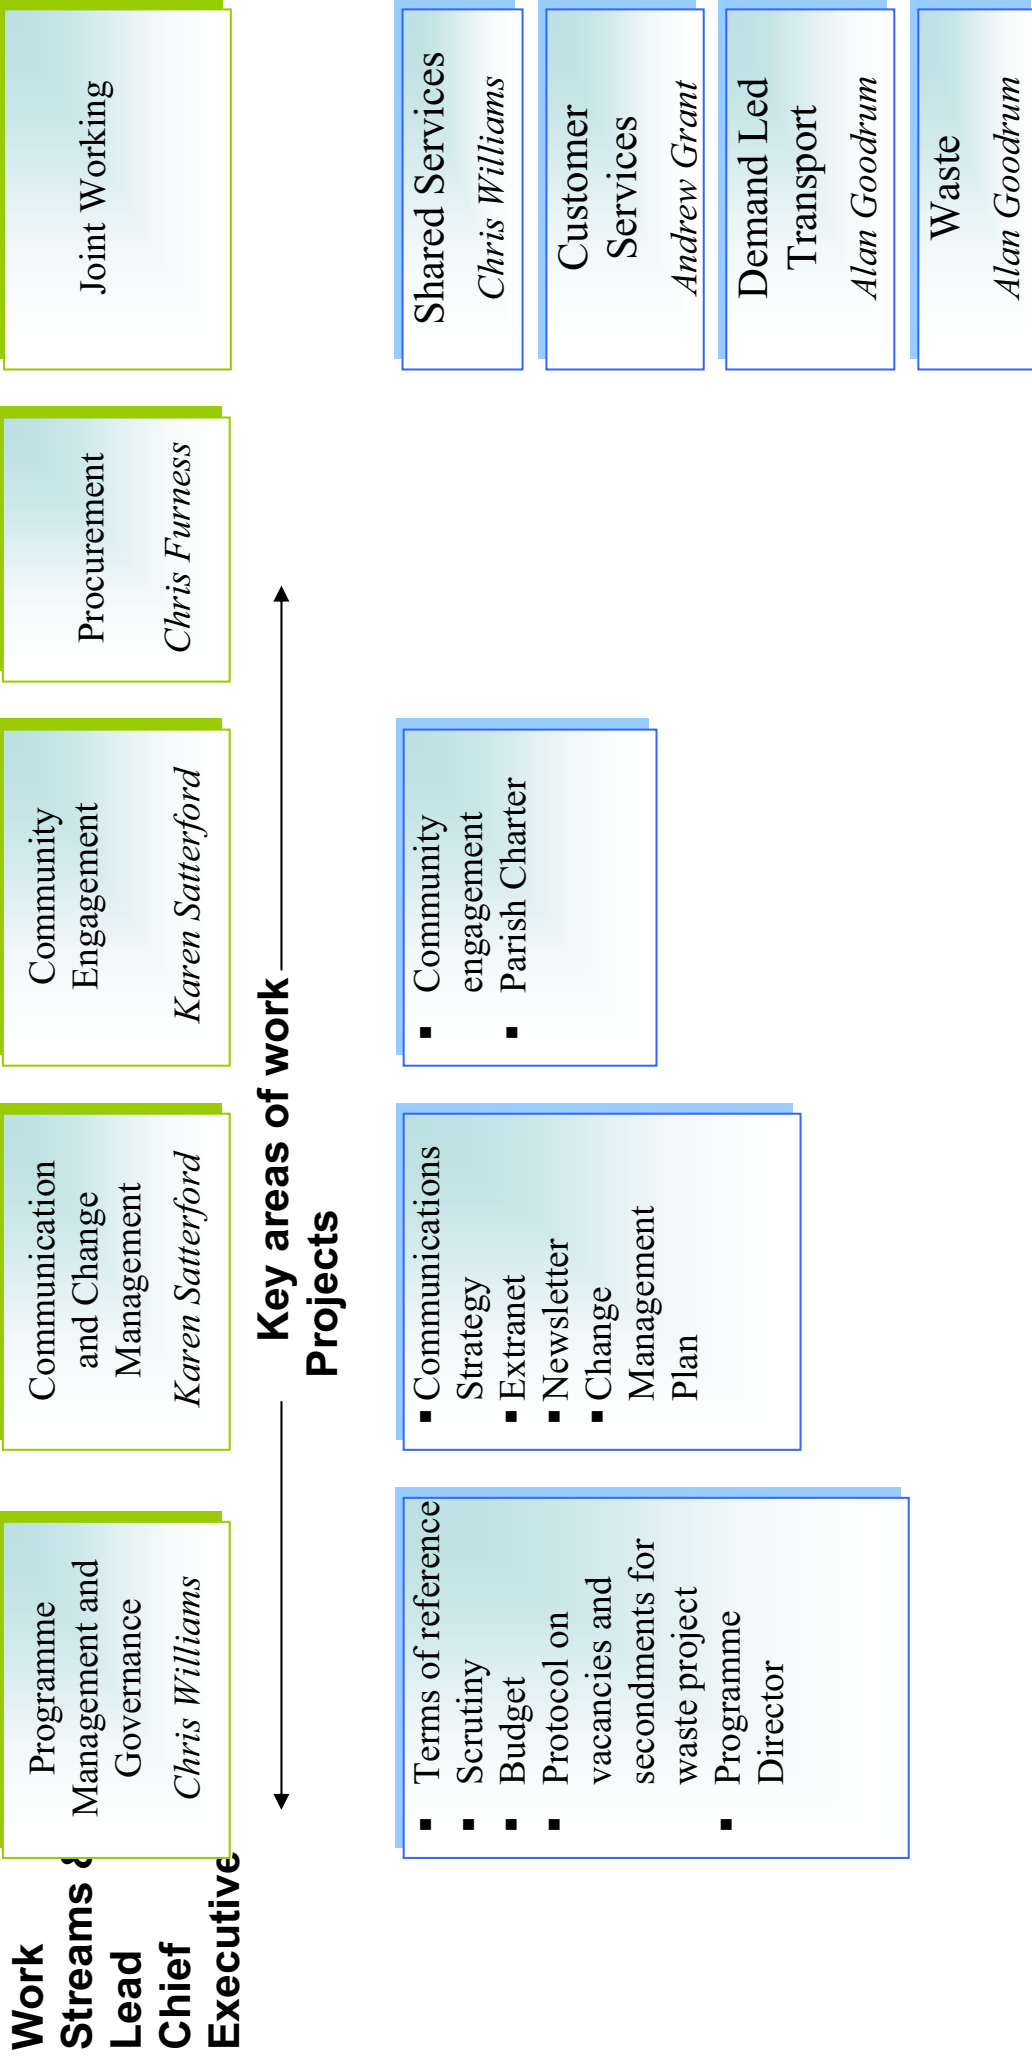 Work
Streams &
Lead
Chief
Executive
Programme
Management and
Governance
Chris Williams
Communication
and Change
Management
Karen Satterford
Community
Engagement
Karen Satterford
Procurement
Chris Furness
Joint Working
Key areas of work
Projects
▪ Terms of reference
▪ Scrutiny
▪ Budget
▪ Protocol on
vacancies and
secondments for
waste project
▪ Programme
Director
▪ Communications
Strategy
▪ Extranet
▪ Newsletter
▪ Change
Management
Plan
▪ Community
engagement
▪ Parish Charter
Shared Services
Chris Williams
Customer
Services
Andrew Grant
Demand Led
Transport
Alan Goodrum
Waste
Alan Goodrum